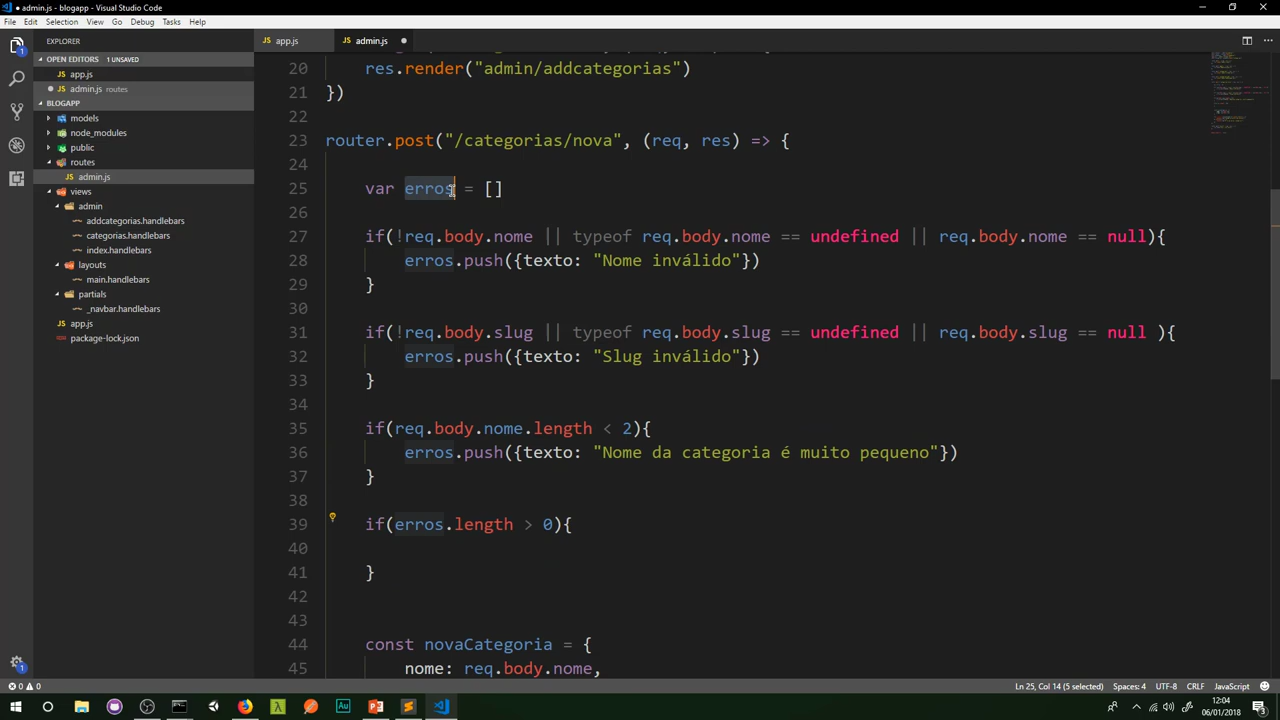 admin.js - blogapp - Visual Studio Code
File Edit Selection View Go Debug Tasks Help
EXPLORER
app.js
admin.js
OPEN EDITORS 1 UNSAVED
app.js
admin.js routes
BLOGAPP
models
node_modules
public
routes
admin.js
views
admin
addcategorias.handlebars
categorias.handlebars
index.handlebars
layouts
main.handlebars
partials
_navbar.handlebars
app.js
package-lock.json
20 res.render("admin/addcategorias")
21 })
22
23 router.post("/categorias/nova", (req, res) => {
24
25 var erros = []
26
27 if(!req.body.nome || typeof req.body.nome == undefined || req.body.nome == null){
28 erros.push({texto: "Nome inválido"})
29 }
30
31 if(!req.body.slug || typeof req.body.slug == undefined || req.body.slug == null ){
32 erros.push({texto: "Slug inválido"})
33 }
34
35 if(req.body.nome.length < 2){
36 erros.push({texto: "Nome da categoria é muito pequeno"})
37 }
38
39 if(erros.length > 0){
40
41 }
42
43
44 const novaCategoria = {
45 nome: req.body.nome,
0 0
Ln 25, Col 14 (5 selected) Spaces: 4 UTF-8 CRLF JavaScript
12:04
06/01/2018